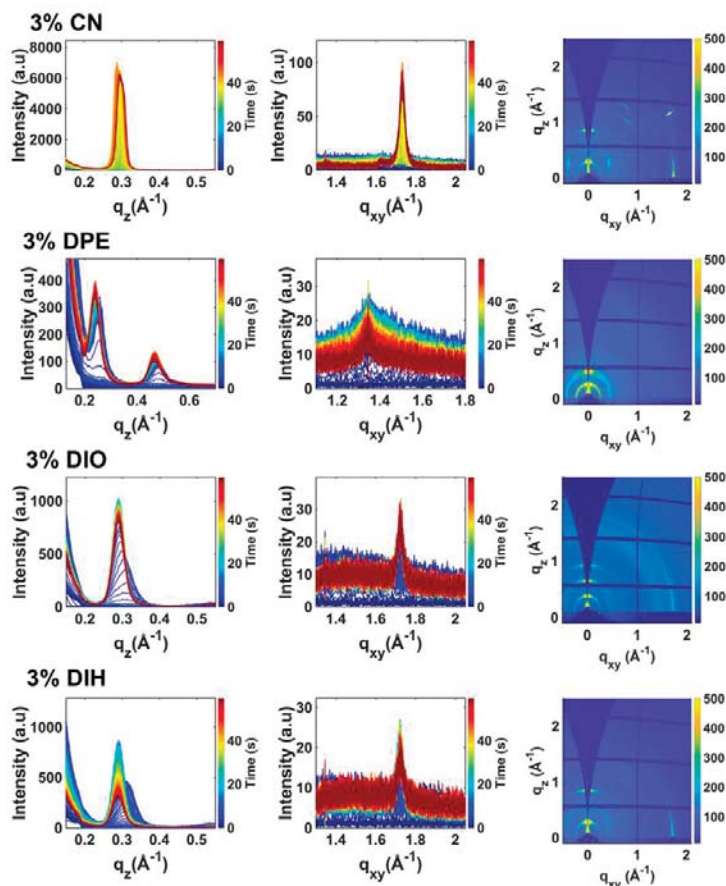 3% CN
Intensity (a.u)
8000
6000
4000
2000
0
0.2 0.3 0.4 0.5
q_z(Å⁻¹)
40
20
0
Time (s)
Intensity (a.u)
100
50
0
1.4 1.6 1.8 2
q_xy(Å⁻¹)
40
20
0
Time (s)
q_z (Å⁻¹)
2
1
0
0 1 2
q_xy (Å⁻¹)
500
400
300
200
100
3% DPE
Intensity (a.u)
400
300
200
100
0
0.2 0.4 0.6
q_z(Å⁻¹)
40
20
0
Time (s)
Intensity (a.u)
30
20
10
0
1.4 1.5 1.6 1.7 1.8
q_xy(Å⁻¹)
40
20
0
Time (s)
q_z (Å⁻¹)
2
1
0
0 1 2
q_xy (Å⁻¹)
500
400
300
200
100
3% DIO
Intensity (a.u)
1000
500
0
0.2 0.3 0.4 0.5
q_z(Å⁻¹)
40
20
0
Time (s)
Intensity (a.u)
30
20
10
0
1.4 1.6 1.8 2
q_xy(Å⁻¹)
40
20
0
Time (s)
q_z (Å⁻¹)
2
1
0
0 1 2
q_xy (Å⁻¹)
500
400
300
200
100
3% DIH
Intensity (a.u)
1000
500
0
0.2 0.3 0.4 0.5
q_z(Å⁻¹)
40
20
0
Time (s)
Intensity (a.u)
30
20
10
0
1.4 1.6 1.8 2
q_xy(Å⁻¹)
40
20
0
Time (s)
q_z (Å⁻¹)
2
1
0
0 1 2
q_xy (Å⁻¹)
500
400
300
200
100